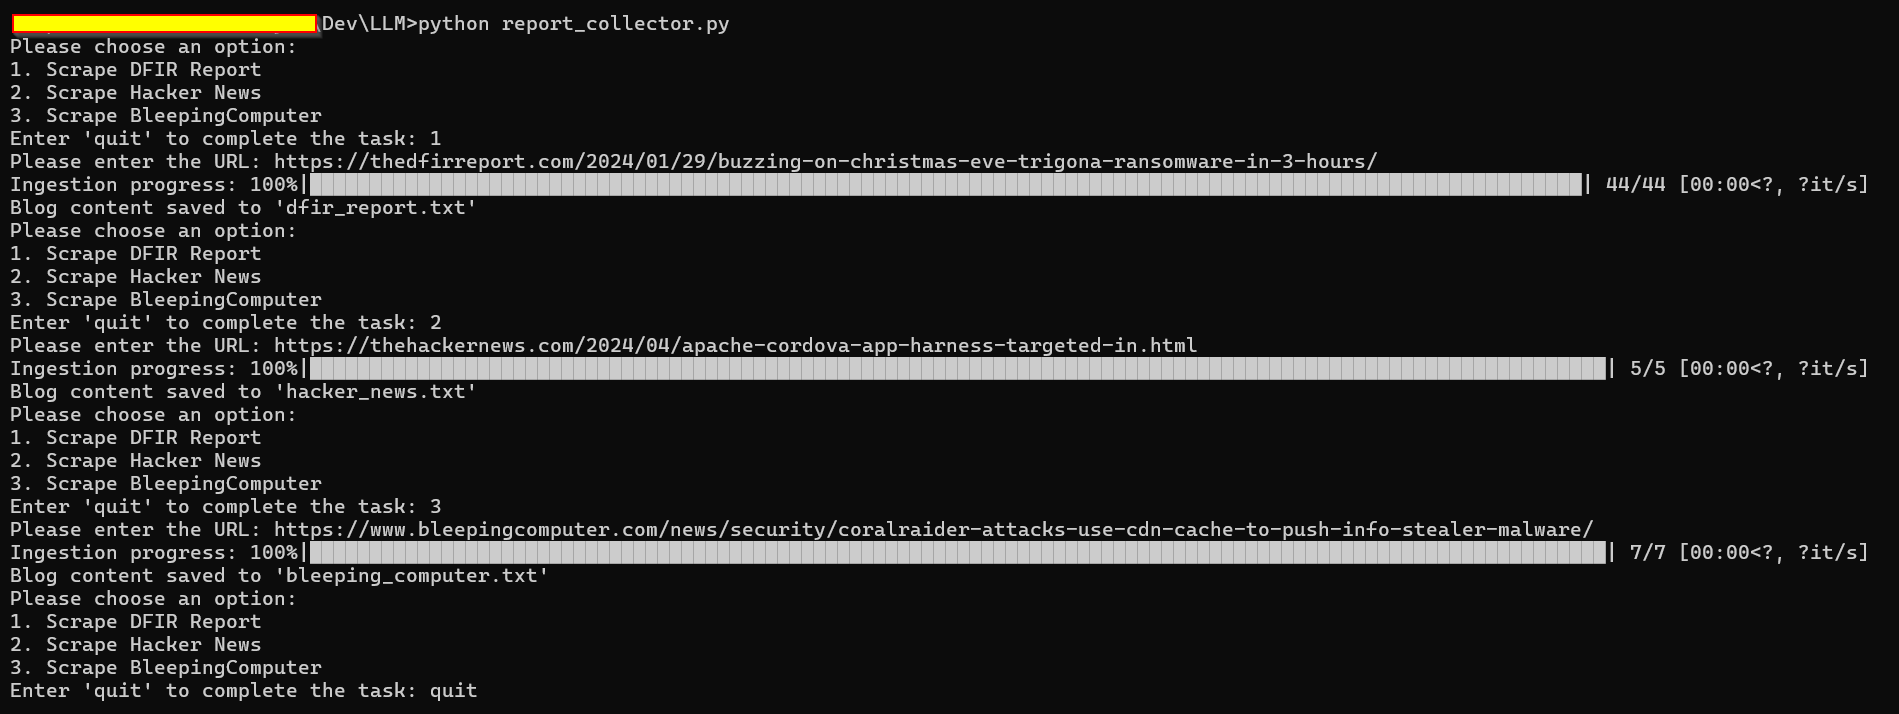 \Dev\LLM>python report_collector.py
Please choose an option:
1. Scrape DFIR Report
2. Scrape Hacker News
3. Scrape BleepingComputer
Enter 'quit' to complete the task: 1
Please enter the URL: https://thedfirreport.com/2024/01/29/buzzing-on-christmas-eve-trigona-ransomware-in-3-hours/
Ingestion progress: 100%|| 44/44 [00:00<?, ?it/s]
Blog content saved to 'dfir_report.txt'
Please choose an option:
1. Scrape DFIR Report
2. Scrape Hacker News
3. Scrape BleepingComputer
Enter 'quit' to complete the task: 2
Please enter the URL: https://thehackernews.com/2024/04/apache-cordova-app-harness-targeted-in.html
Ingestion progress: 100%|| 5/5 [00:00<?, ?it/s]
Blog content saved to 'hacker_news.txt'
Please choose an option:
1. Scrape DFIR Report
2. Scrape Hacker News
3. Scrape BleepingComputer
Enter 'quit' to complete the task: 3
Please enter the URL: https://www.bleepingcomputer.com/news/security/coralraider-attacks-use-cdn-cache-to-push-info-stealer-malware/
Ingestion progress: 100%|| 7/7 [00:00<?, ?it/s]
Blog content saved to 'bleeping_computer.txt'
Please choose an option:
1. Scrape DFIR Report
2. Scrape Hacker News
3. Scrape BleepingComputer
Enter 'quit' to complete the task: quit